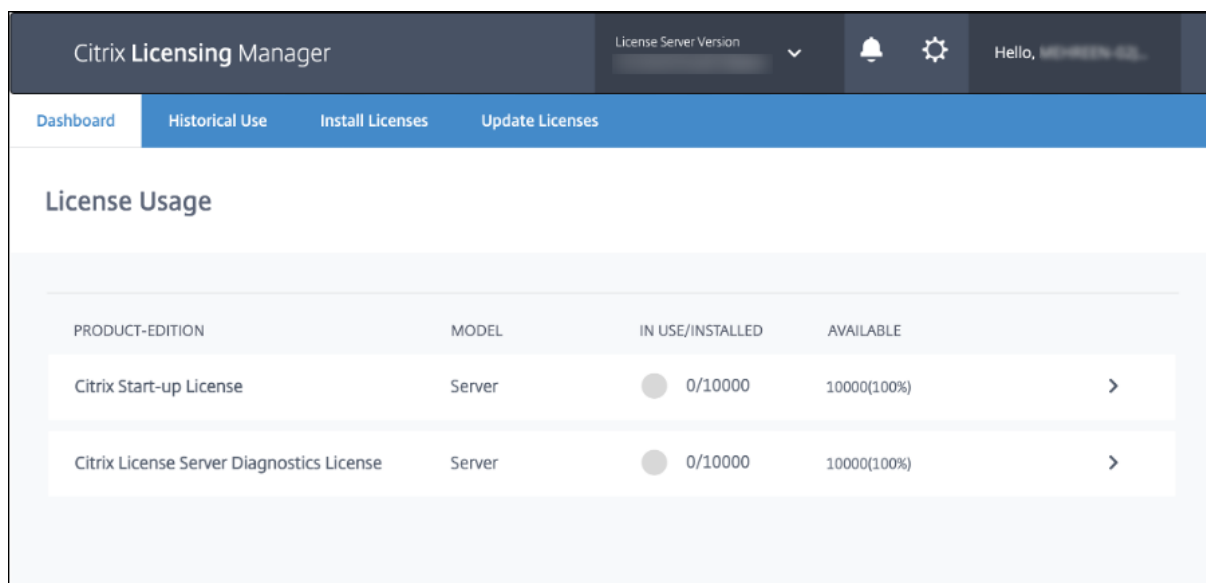 Citrix Licensing Manager
License Server Version
Hello,
Dashboard Historical Use Install Licenses Update Licenses
License Usage
PRODUCT-EDITION MODEL IN USE/INSTALLED AVAILABLE
Citrix Start-up License Server 0/10000 10000(100%)
Citrix License Server Diagnostics License Server 0/10000 10000(100%)